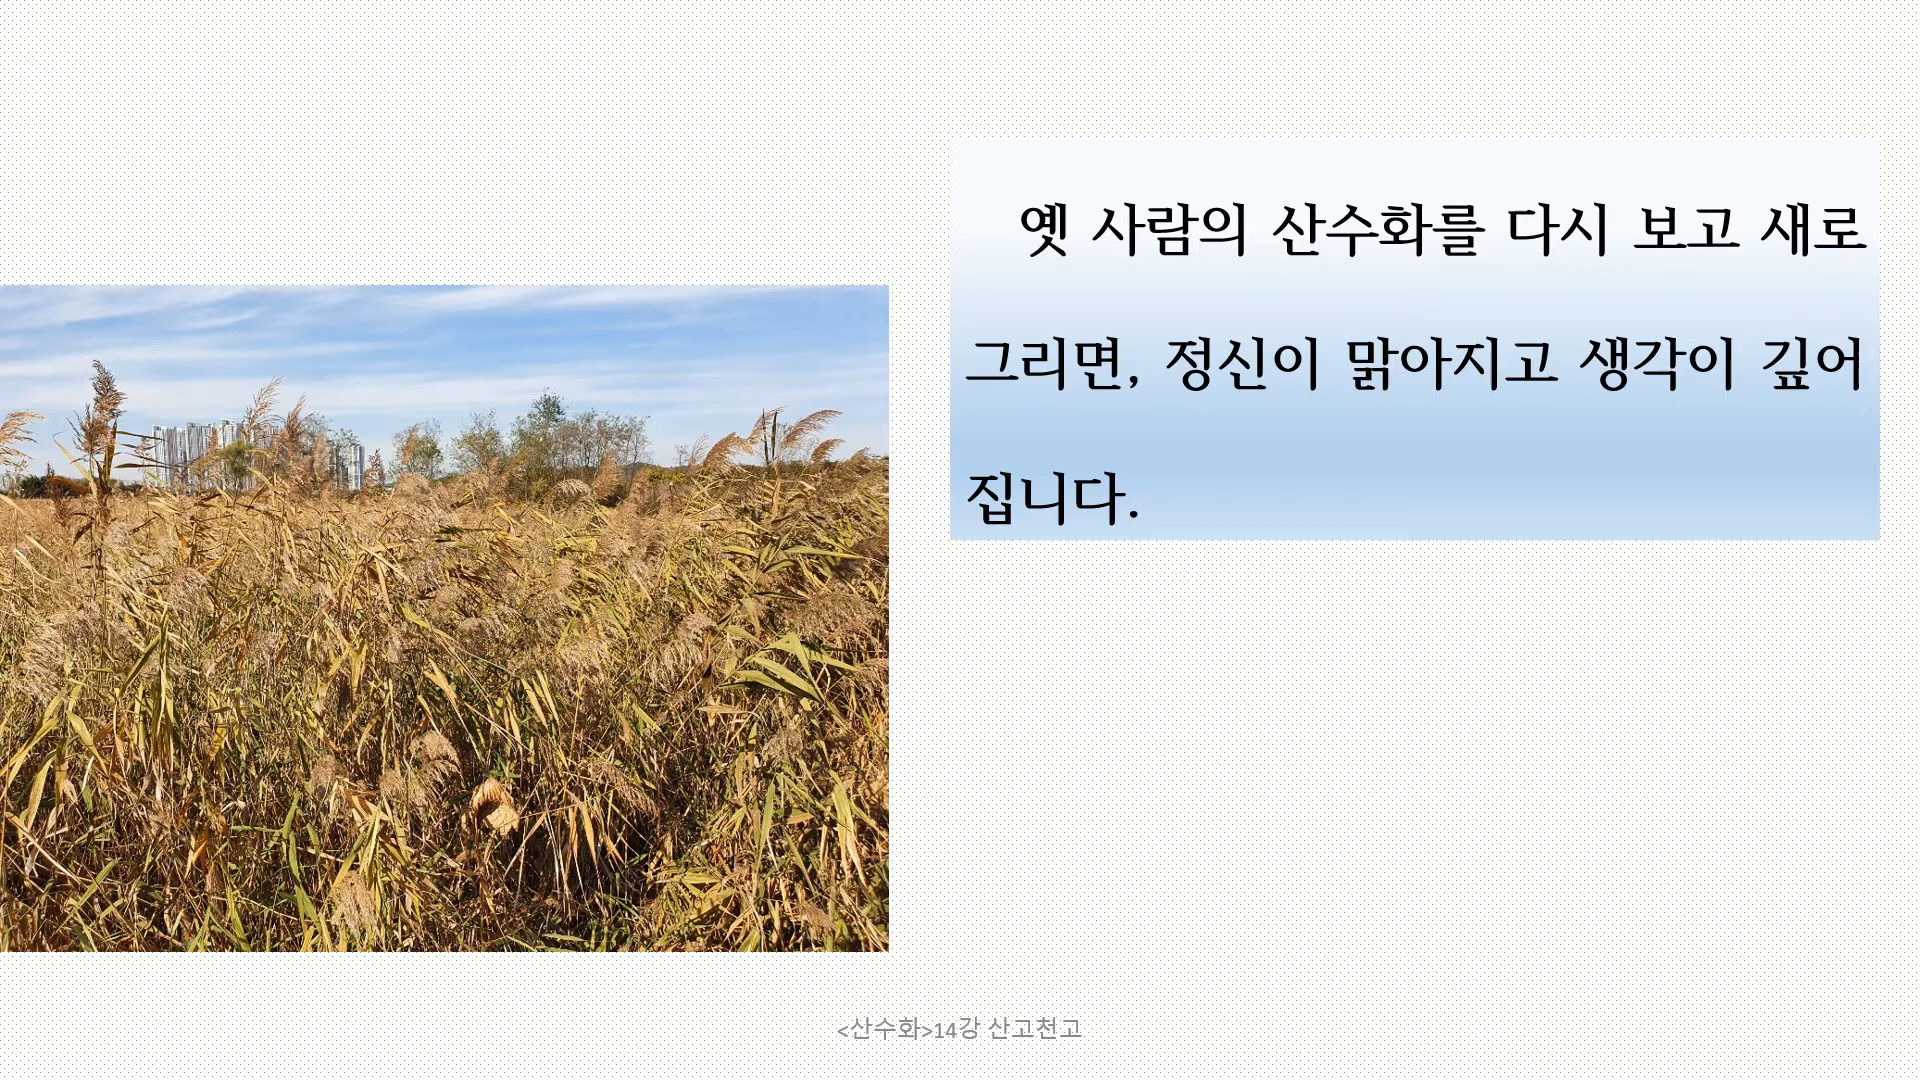 옛 사람의 산수화를 다시 보고 새로
그리면, 정신이 맑아지고 생각이 깊어
집니다.
<산수화>14강 산고천고